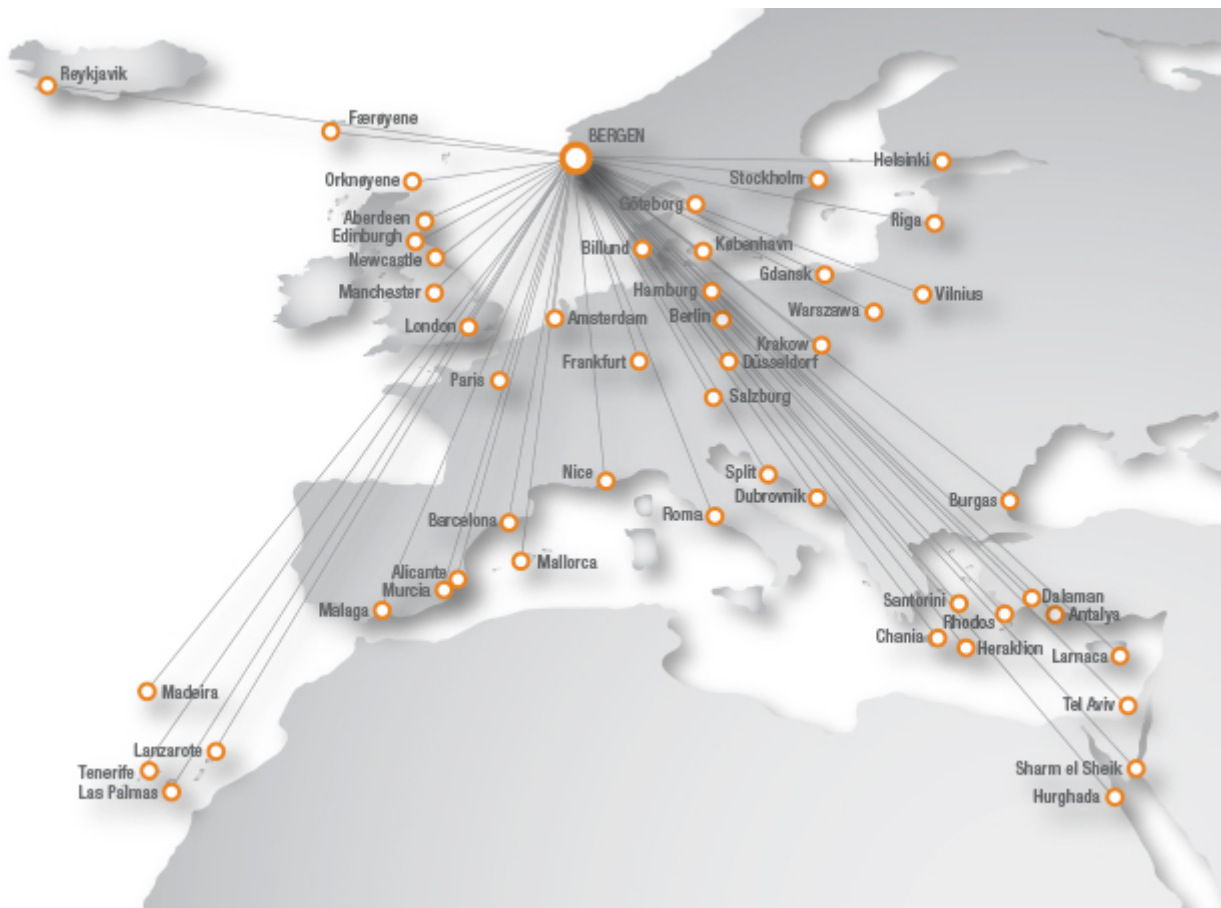 Reykjavik
Færøyene
BERGEN
Orknøyene
Stockholm
Helsinki
Aberdeen
Göteborg
Riga
Edinburgh
Newcastle
Billund
København
Gdansk
Manchester
Hamburg
Vilnius
London
Amsterdam
Berlin
Warszawa
Krakow
Paris
Frankfurt
Düsseldorf
Salzburg
Nice
Split
Dubrovnik
Burgas
Barcelona
Roma
Mallorca
Alicante
Murcia
Malaga
Santorini
Dalaman
Rhodos
Antalya
Chania
Heraklion
Larnaca
Madeira
Tel Aviv
Lanzarote
Tenerife
Las Palmas
Sharm el Sheik
Hurghada